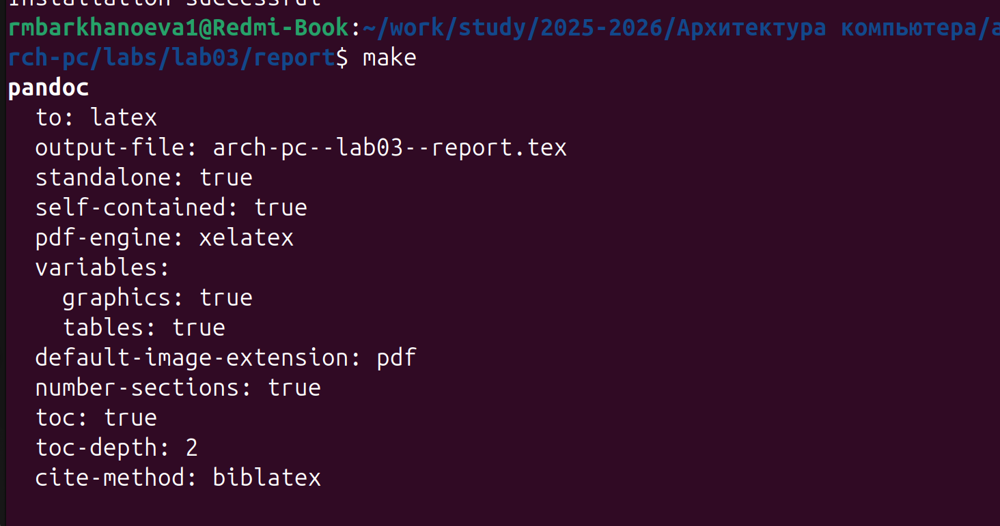 Installation successful
rmbarkhanoeva1@Redmi-Book:~/work/study/2025-2026/Архитектура компьютера/a
rch-pc/labs/lab03/report$ make
pandoc
  to: latex
  output-file: arch-pc--lab03--report.tex
  standalone: true
  self-contained: true
  pdf-engine: xelatex
  variables:
    graphics: true
    tables: true
  default-image-extension: pdf
  number-sections: true
  toc: true
  toc-depth: 2
  cite-method: biblatex